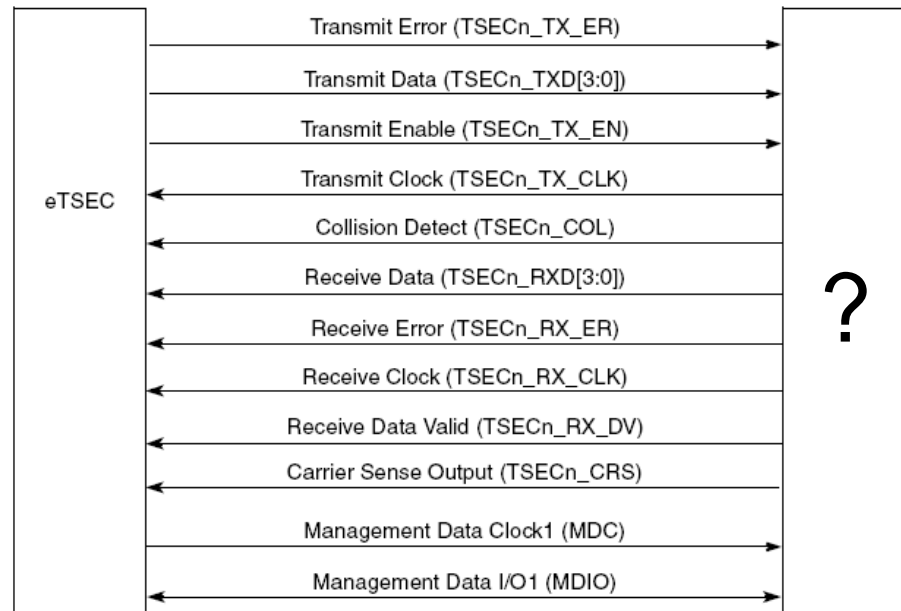 Transmit Error (TSECn_TX_ER)
Transmit Data (TSECn_TXD[3:0])
Transmit Enable (TSECn_TX_EN)
Transmit Clock (TSECn_TX_CLK)
eTSEC
Collision Detect (TSECn_COL)
Receive Data (TSECn_RXD[3:0])
?
Receive Error (TSECn_RX_ER)
Receive Clock (TSECn_RX_CLK)
Receive Data Valid (TSECn_RX_DV)
Carrier Sense Output (TSECn_CRS)
Management Data Clock1 (MDC)
Management Data I/O1 (MDIO)